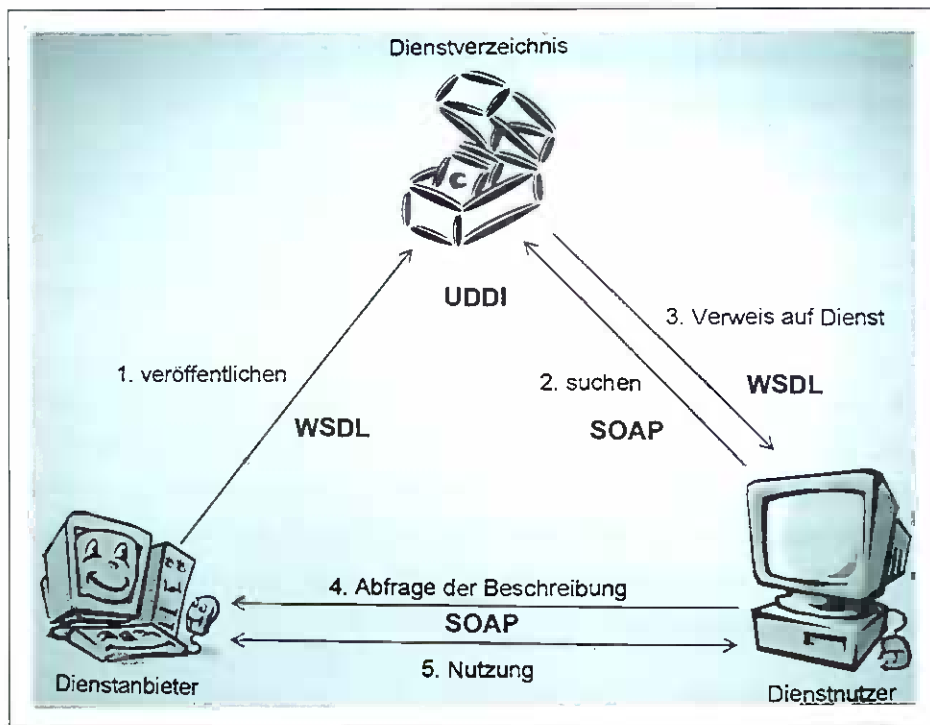 Dienstverzeichnis
C
UDDI
3. Verweis auf Dienst
1. veröffentlichen
2. suchen
WSDL
WSDL
SOAP
4. Abfrage der Beschreibung
SOAP
5. Nutzung
Dienstanbieter
Dienstnutzer